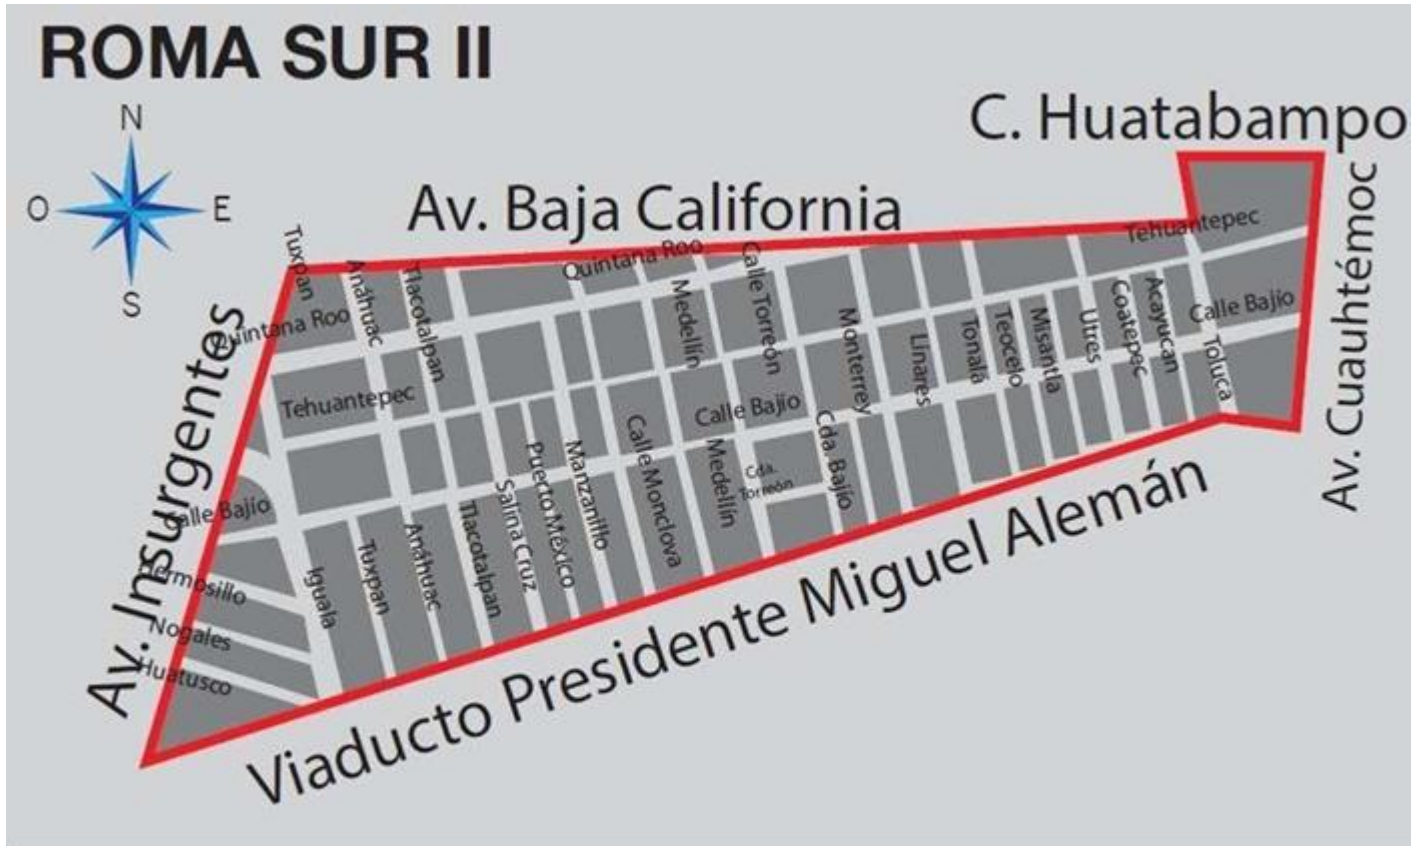 ROMA SUR II
N
O
E
S
C. Huatabampo
Av. Baja California
Av. Cuauhtémoc
Av. Insurgentes
Viaducto Presidente Miguel Alemán
Tuxpan
Anáhuac
Tlacotalpan
Quintana Roo
Quintana Roo
Medellín
Calle Torreón
Monterrey
Linares
Tonalá
Teocelo
Misantla
Utres
Coatepec
Acayucan
Toluca
Tehuantepec
Calle Bajío
Tehuantepec
Calle Bajío
Calle Bajío
Hermosillo
Nogales
Huatusco
Iguala
Tuxpan
Anáhuac
Tlacotalpan
Salina Cruz
Puerto México
Manzanillo
Calle Monclova
Medellín
Cda.
Torreón
Cda. Bajío